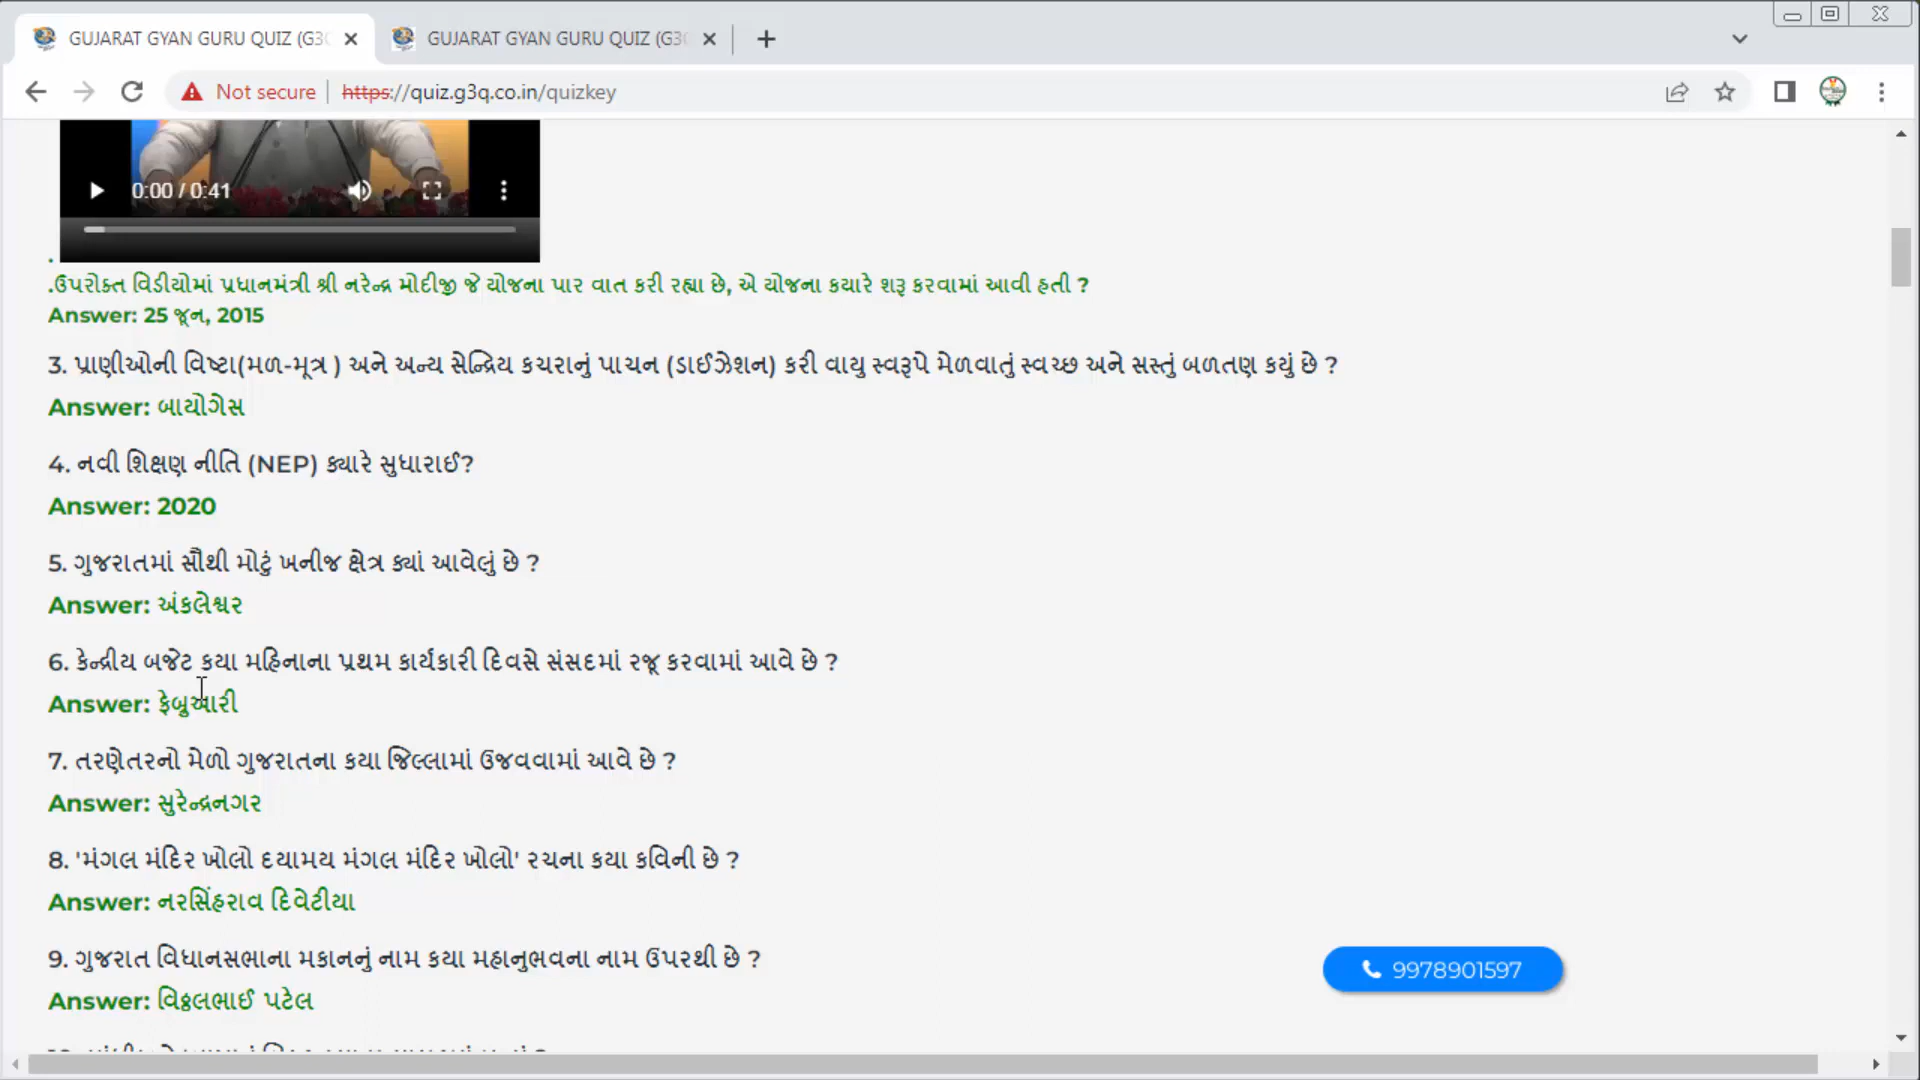 GUJARAT GYAN GURU QUIZ (G3
GUJARAT GYAN GURU QUIZ (G3
Not secure https://quiz.g3q.co.in/quizkey
0:00 / 0:41
.
.ઉપરોક્ત વિડીયોમાં પ્રધાનમંત્રી શ્રી નરેન્દ્ર મોદીજી જે યોજના પાર વાત કરી રહ્યા છે, એ યોજના કયારે શરૂ કરવામાં આવી હતી ?
Answer: 25 જૂન, 2015
3. પ્રાણીઓની વિષ્ટા(મળ-મૂત્ર ) અને અન્ય સેન્દ્રિય કચરાનું પાચન (ડાઈઝેશન) કરી વાયુ સ્વરૂપે મેળવાતું સ્વચ્છ અને સસ્તું બળતણ કયું છે ?
Answer: બાયોગેસ
4. નવી શિક્ષણ નીતિ (NEP) ક્યારે સુધારાઈ?
Answer: 2020
5. ગુજરાતમાં સૌથી મોટું ખનીજ ક્ષેત્ર ક્યાં આવેલું છે ?
Answer: અંકલેશ્વર
6. કેન્દ્રીય બજેટ કયા મહિનાના પ્રથમ કાર્યકારી દિવસે સંસદમાં રજૂ કરવામાં આવે છે ?
Answer: ફેબ્રુઆરી
7. તરણેતરનો મેળો ગુજરાતના કયા જિલ્લામાં ઉજવવામાં આવે છે ?
Answer: સુરેન્દ્રનગર
8. 'મંગલ મંદિર ખોલો દયામય મંગલ મંદિર ખોલો' રચના કયા કવિની છે ?
Answer: નરસિંહરાવ દિવેટીયા
9. ગુજરાત વિધાનસભાના મકાનનું નામ કયા મહાનુભવના નામ ઉપરથી છે ?
9978901597
Answer: વિઠ્ઠલભાઈ પટેલ